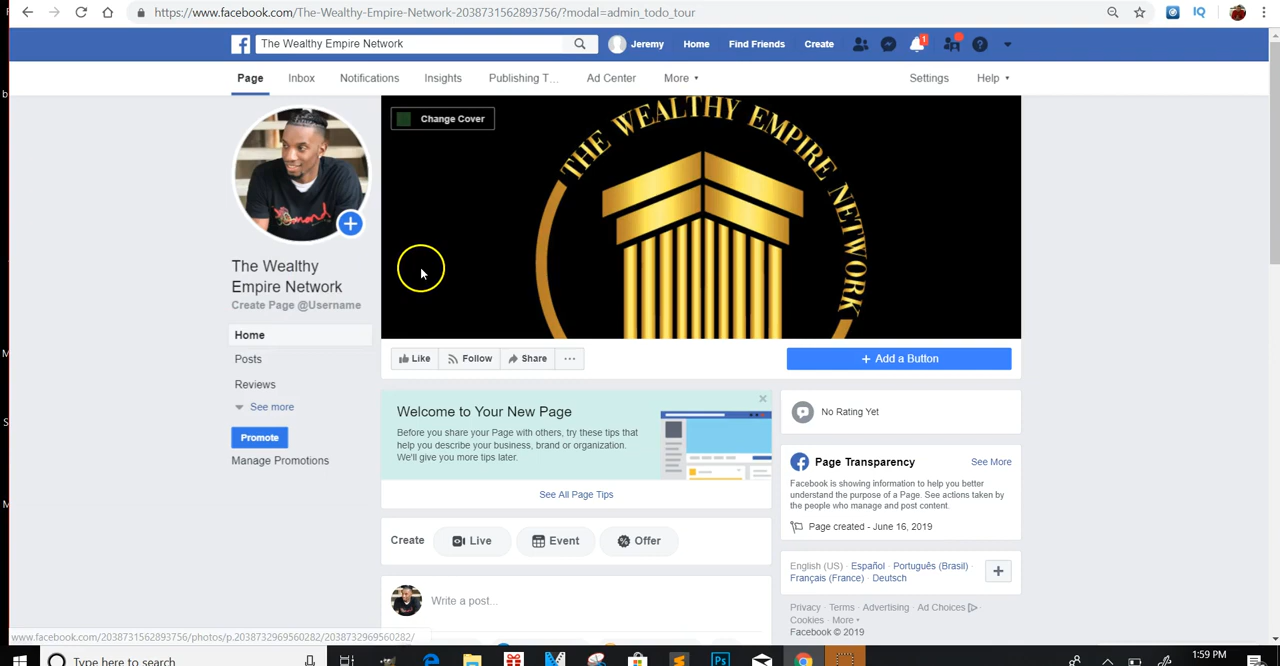 https://www.facebook.com/The-Wealthy-Empire-Network-2038731562893756/?modal=admin_todo_tour
IQ
The Wealthy Empire Network
Jeremy
Home
Find Friends
Create
1
Page
Inbox
Notifications
Insights
Publishing T...
Ad Center
More
Settings
Help
Change Cover
THE WEALTHY EMPIRE NETWORK
The Wealthy
Empire Network
Create Page @Username
Home
Posts
Reviews
See more
Promote
Manage Promotions
Like
Follow
Share
...
+ Add a Button
Welcome to Your New Page
Before you share your Page with others, try these tips that
help you describe your business, brand or organization.
We'll give you more tips later.
See All Page Tips
Create
Live
Event
Offer
Write a post...
No Rating Yet
Page Transparency
See More
Facebook is showing information to help you better
understand the purpose of a Page. See actions taken by
the people who manage and post content.
Page created - June 16, 2019
English (US) · Español · Português (Brasil) ·
Français (France) · Deutsch
Privacy · Terms · Advertising · Ad Choices ·
Cookies · More
Facebook © 2019
www.facebook.com/2038731562893756/photos/p.2038732969560282/2038732969560282/
Type here to search
Ps
1:59 PM